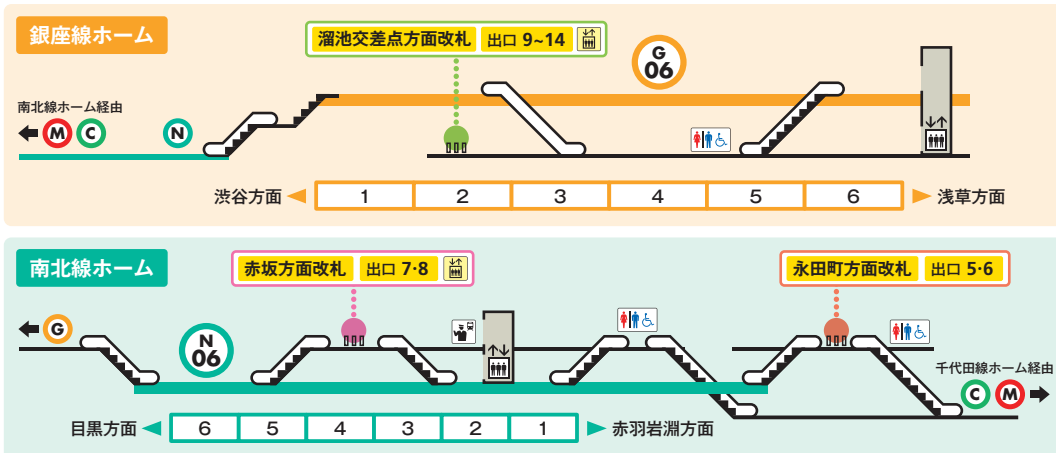 銀座線ホーム
溜池交差点方面改札 出口 9~14
G
06
南北線ホーム経由
M C N
渋谷方面 1 2 3 4 5 6 浅草方面
南北線ホーム
赤坂方面改札 出口 7·8
永田町方面改札 出口 5·6
G
N
06
千代田線ホーム経由
C M
目黒方面 6 5 4 3 2 1 赤羽岩淵方面